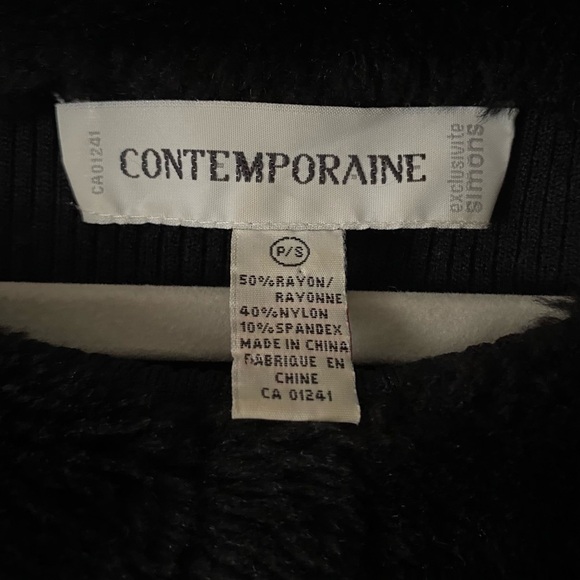 CA01241
CONTEMPORAINE
exclusivité
simons
P/S
50%RAYON/
RAYONNE
40%NYLON
10%SPANDEX
MADE IN CHINA
FABRIQUE EN
CHINE
CA 01241